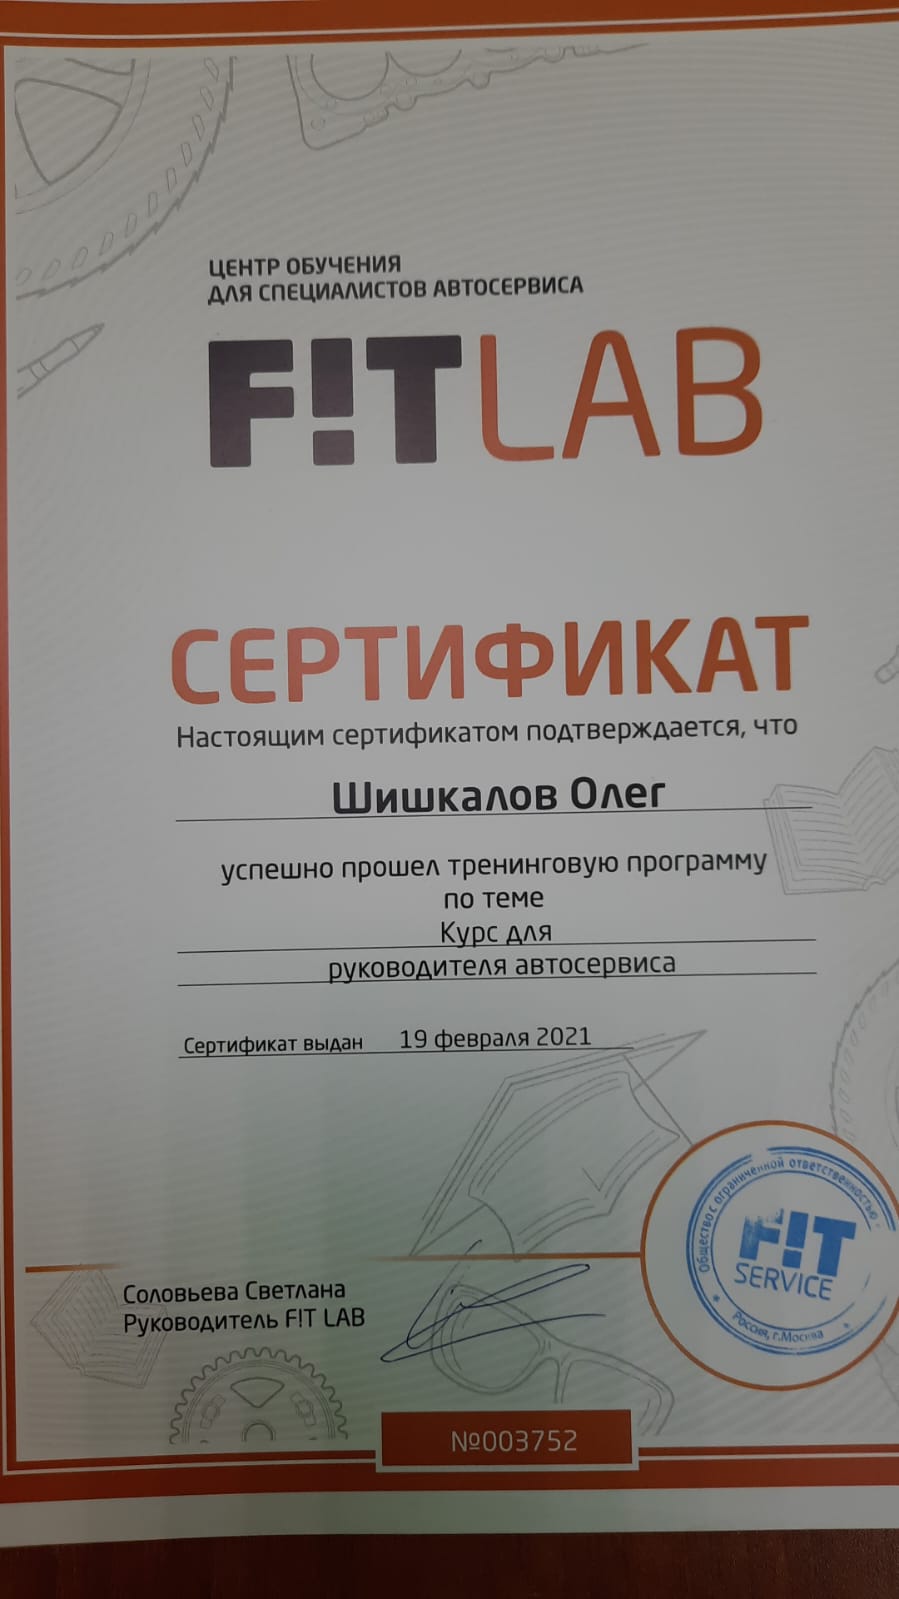 ЦЕНТР ОБУЧЕНИЯ
ДЛЯ СПЕЦИАЛИСТОВ АВТОСЕРВИСА
F!TLAB
СЕРТИФИКАТ
Настоящим сертификатом подтверждается, что
Шишкалов Олег
успешно прошел тренинговую программу
по теме
Курс для
руководителя автосервиса
Сертификат выдан 19 февраля 2021
Общество с ограниченной ответственностью
F!T
SERVICE
Россия, г.Москва
Соловьева Светлана
Руководитель F!T LAB
№003752